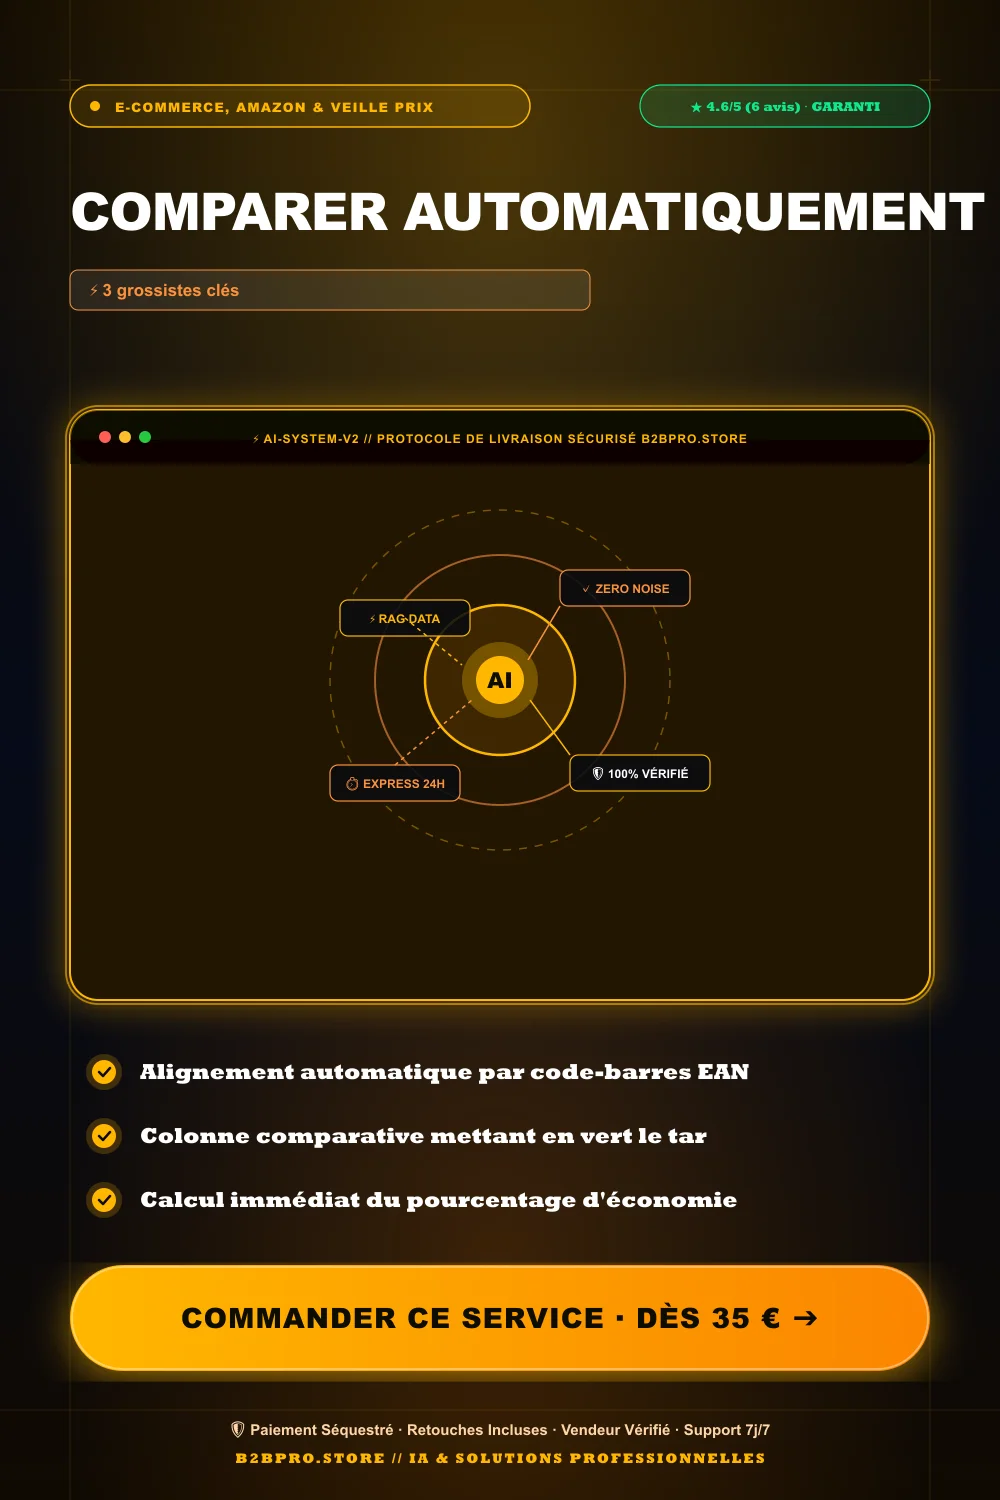 E-COMMERCE, AMAZON & VEILLE PRIX
★ 4.6/5 (6 avis) · GARANTI
COMPARER AUTOMATIQUEMENT
⚡ 3 grossistes clés
⚡ AI-SYSTEM-V2 // PROTOCOLE DE LIVRAISON SÉCURISÉ B2BPRO.STORE
✓ ZERO NOISE
⚡ RAG DATA
AI
⏱ EXPRESS 24H
🛡 100% VÉRIFIÉ
Alignement automatique par code-barres EAN
Colonne comparative mettant en vert le tar
Calcul immédiat du pourcentage d'économie
COMMANDER CE SERVICE · DÈS 35 € ➔
🛡 Paiement Séquestré · Retouches Incluses · Vendeur Vérifié · Support 7j/7
B2BPRO.STORE // IA & SOLUTIONS PROFESSIONNELLES